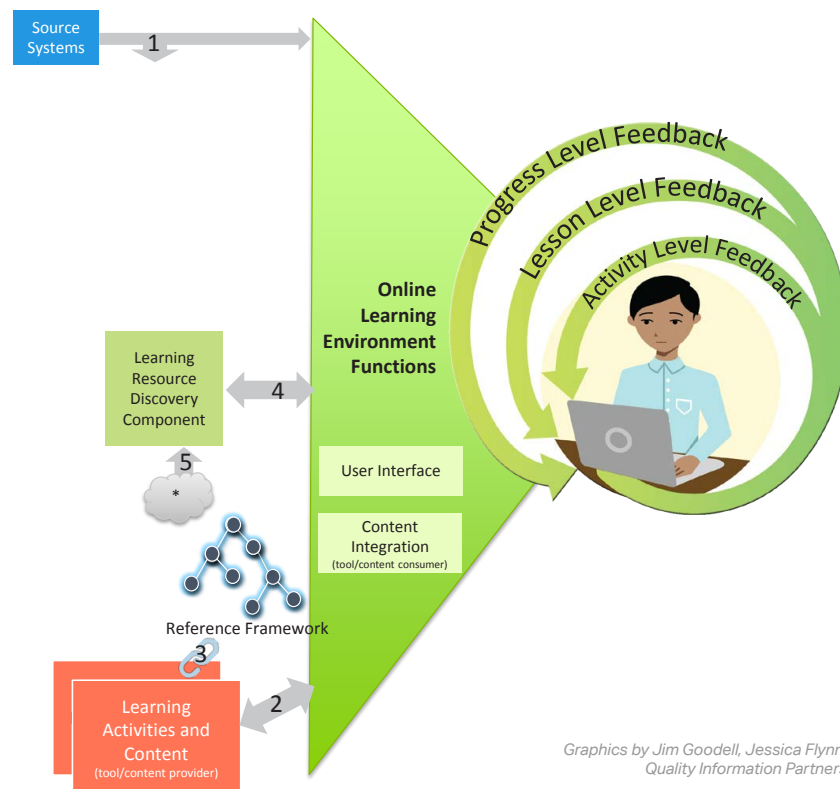 Source
Systems
1
Progress Level Feedback
Lesson Level Feedback
Activity Level Feedback
Online
Learning
Environment
Functions
Learning
Resource
Discovery
Component
4
5
*
User Interface
Content
Integration
(tool/content consumer)
Reference Framework
3
2
Learning
Activities and
Content
(tool/content provider)
Graphics by Jim Goodell, Jessica Flynn
Quality Information Partners